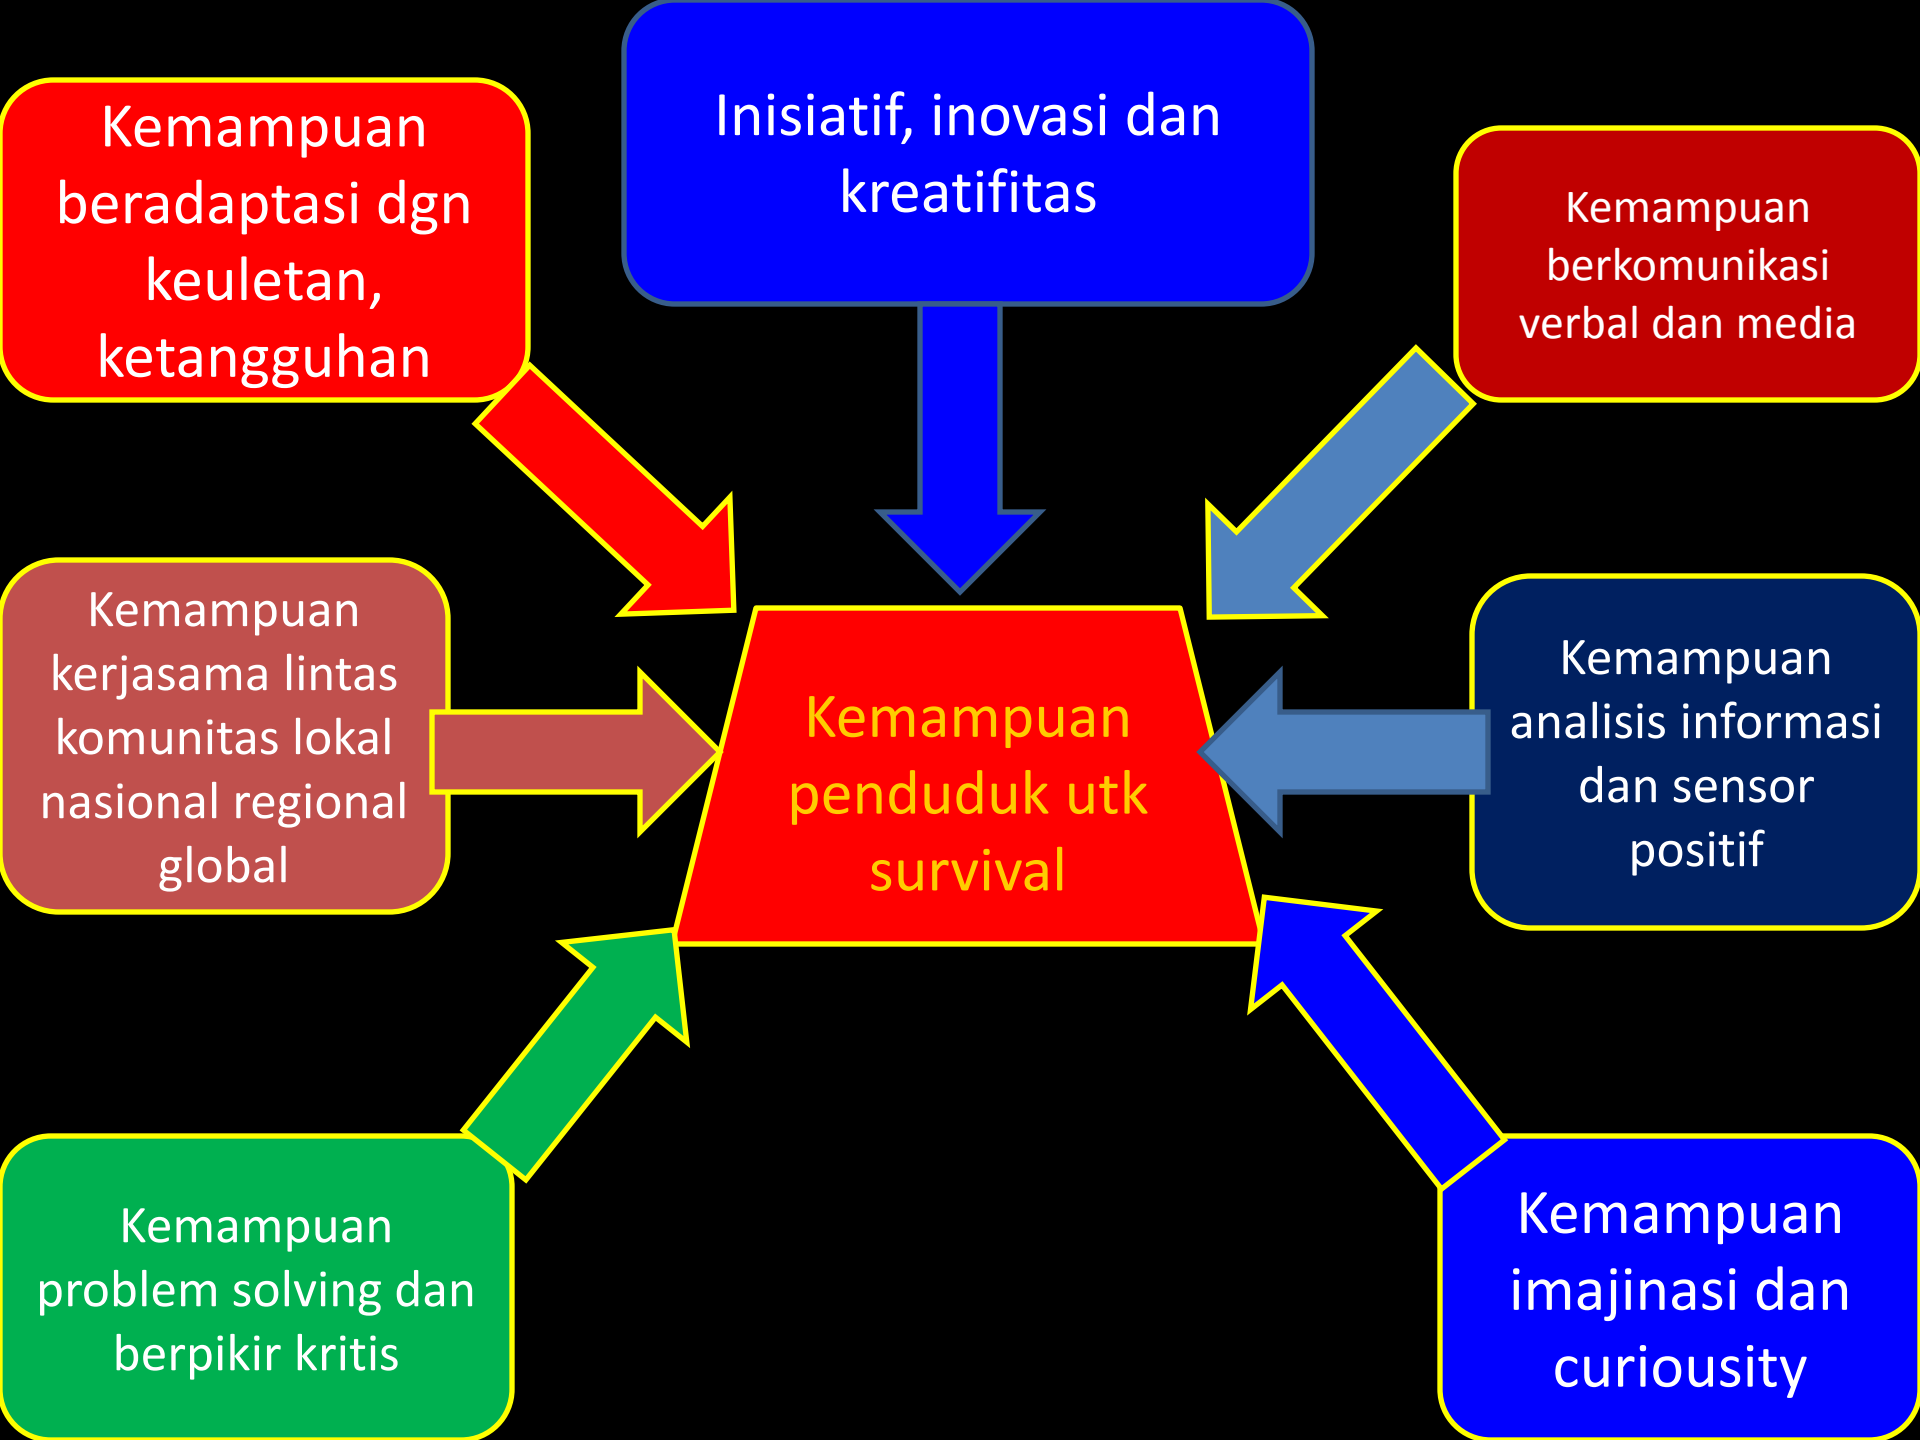 Inisiatif, inovasi dan
kreatifitas
Kemampuan
beradaptasi dgn
keuletan,
ketangguhan
Kemampuan
berkomunikasi
verbal dan media
Kemampuan
kerjasama lintas
komunitas lokal
nasional regional
global
Kemampuan
penduduk utk
survival
Kemampuan
analisis informasi
dan sensor
positif
Kemampuan
problem solving dan
berpikir kritis
Kemampuan
imajinasi dan
curiousity